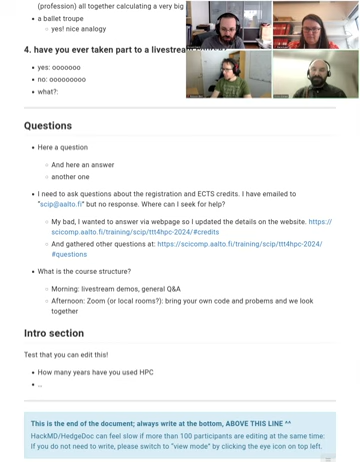 (profession) all together calculating a very big
a ballet troupe
yes! nice analogy
4. have you ever taken part to a livestream
yes: ooooooo
no: ooooooooo
what?:
Questions
Here a question
And here an answer
another one
I need to ask questions about the registration and ECTS credits. I have emailed to
"scip@aalto.fi" but no response. Where can I seek for help?
My bad, I wanted to answer via webpage so I updated the details on the website. https://
scicomp.aalto.fi/training/scip/ttt4hpc-2024/#credits
And gathered other questions at: https://scicomp.aalto.fi/training/scip/ttt4hpc-2024/
#questions
What is the course structure?
Morning: livestream demos, general Q&A
Afternoon: Zoom (or local rooms?): bring your own code and probems and we look
together
Intro section
Test that you can edit this!
How many years have you used HPC
...
This is the end of the document; always write at the bottom, ABOVE THIS LINE ^^
HackMD/HedgeDoc can feel slow if more than 100 participants are editing at the same time:
If you do not need to write, please switch to "view mode" by clicking the eye icon on top left.